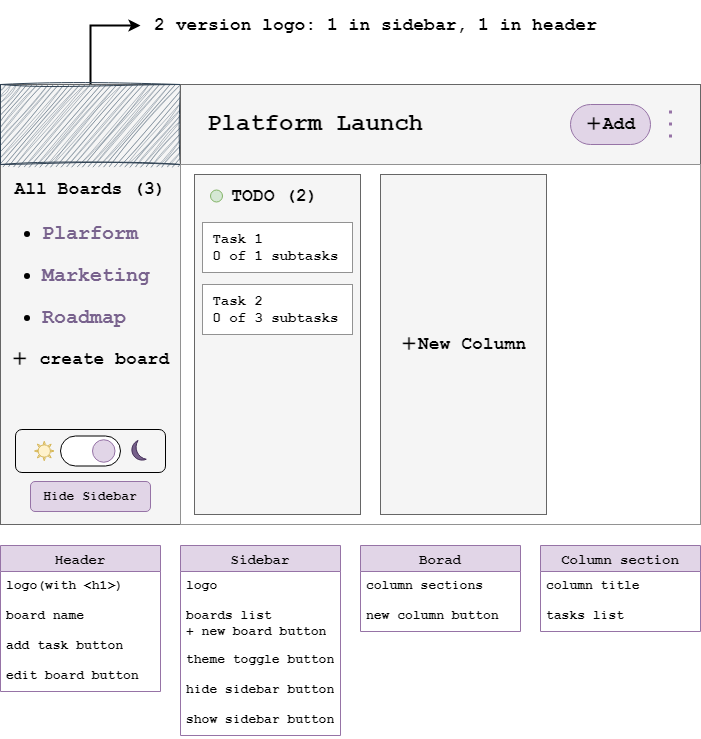 2 version logo: 1 in sidebar, 1 in header
Platform Launch
+Add
All Boards (3)
Plarform
Marketing
Roadmap
+ create board
Hide Sidebar
TODO (2)
Task 1
0 of 1 subtasks
Task 2
0 of 3 subtasks
+New Column
Header
logo(with <h1>)
board name
add task button
edit board button
Sidebar
logo
boards list
+ new board button
theme toggle button
hide sidebar button
show sidebar button
Borad
column sections
new column button
Column section
column title
tasks list